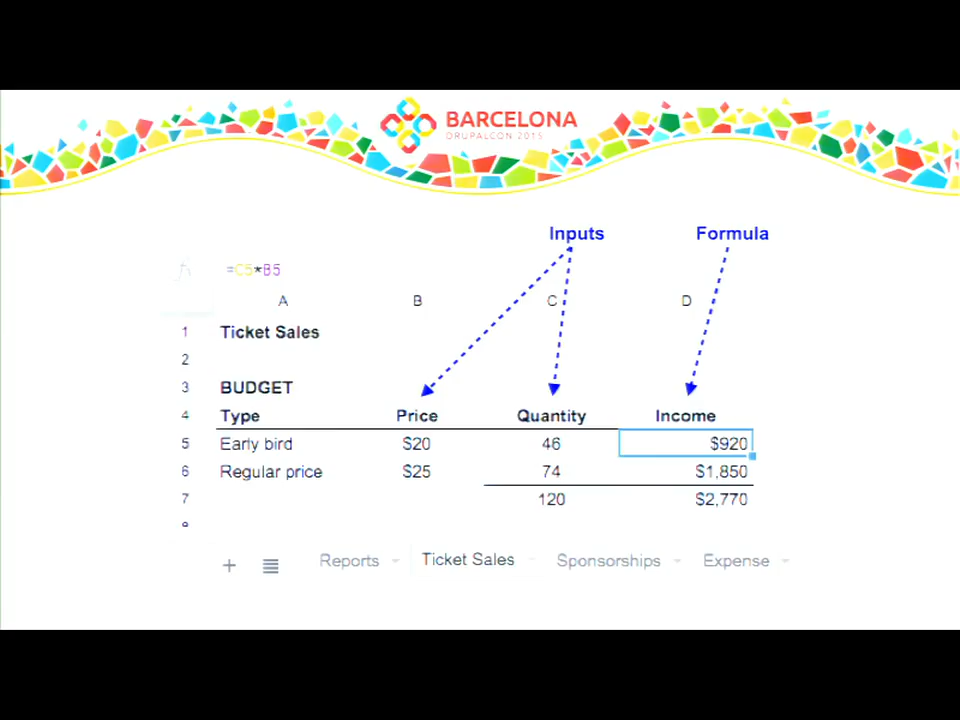 BARCELONA
DRUPALCON 2015
Inputs Formula
fx =C5*B5
A B C D
1 Ticket Sales
2
3 BUDGET
4 Type Price Quantity Income
5 Early bird $20 46 $920
6 Regular price $25 74 $1,850
7 120 $2,770
+ Reports Ticket Sales Sponsorships Expense